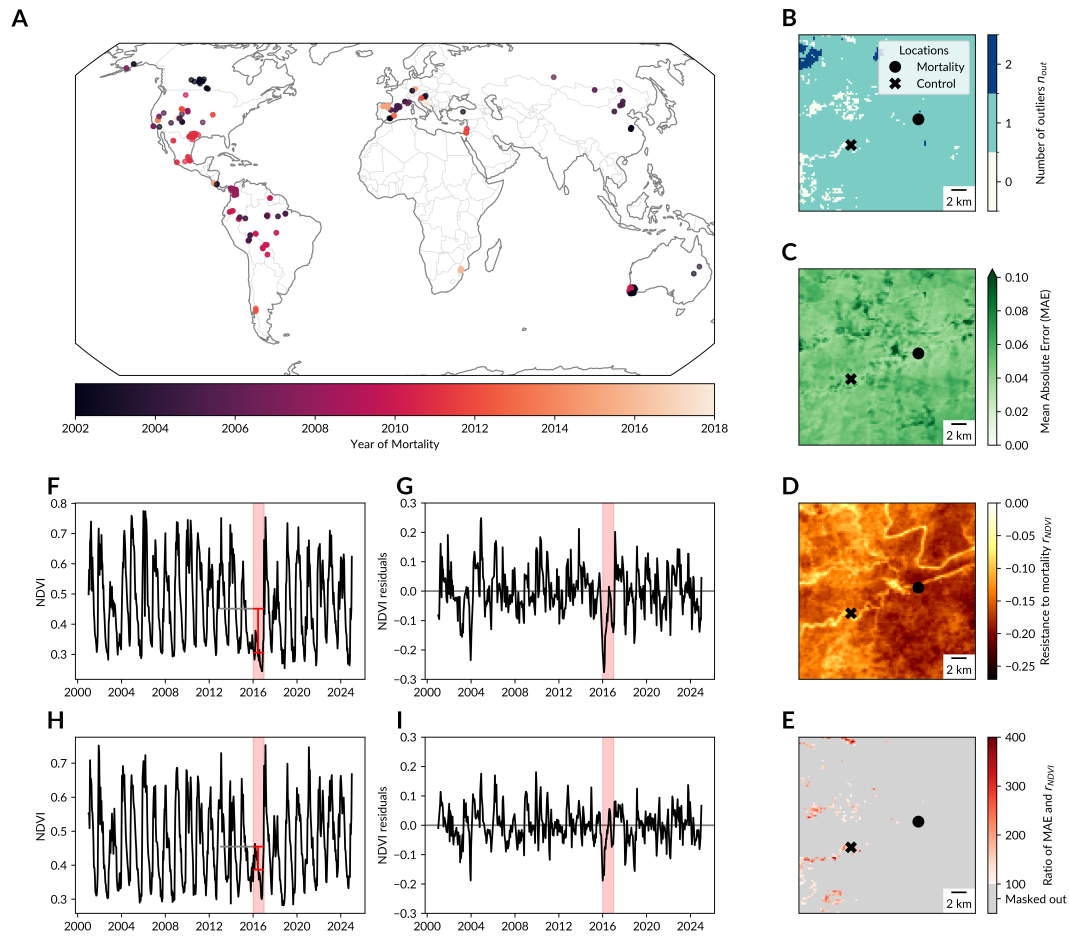 A
2002 2004 2006 2008 2010 2012 2014 2016 2018
Year of Mortality
B
Locations
Mortality
Control
2 km
2
1
0
Number of outliers n_out
C
2 km
0.10
0.08
0.06
0.04
0.02
0.00
Mean Absolute Error (MAE)
F
0.8
0.7
0.6
0.5
0.4
0.3
NDVI
2000 2004 2008 2012 2016 2020 2024
G
0.3
0.2
0.1
0.0
−0.1
−0.2
−0.3
NDVI residuals
2000 2004 2008 2012 2016 2020 2024
D
2 km
0.00
−0.05
−0.10
−0.15
−0.20
−0.25
Resistance to mortality r_NDVI
H
0.7
0.6
0.5
0.4
0.3
NDVI
2000 2004 2008 2012 2016 2020 2024
I
0.3
0.2
0.1
0.0
−0.1
−0.2
−0.3
NDVI residuals
2000 2004 2008 2012 2016 2020 2024
E
2 km
400
300
200
100
Masked out
Ratio of MAE and r_NDVI